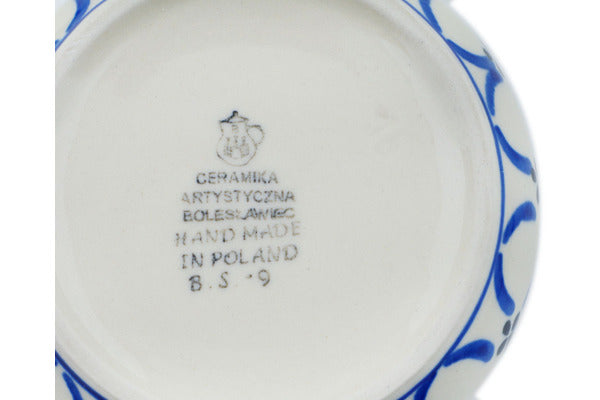 CERAMIKA
ARTYSTYCZNA
BOLESŁAWIEC
HAND MADE
IN POLAND
B.S.-9